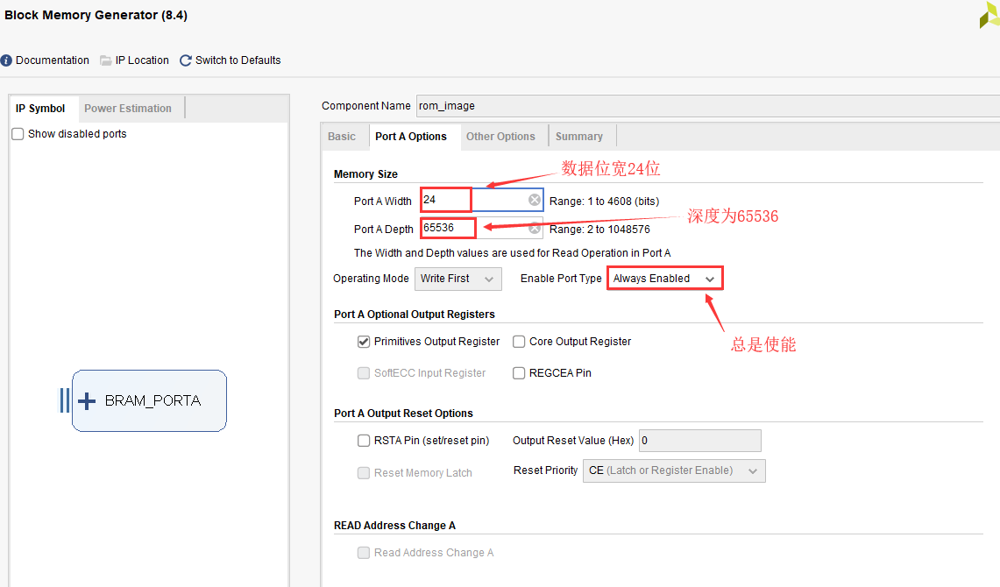 Block Memory Generator (8.4)
Documentation IP Location Switch to Defaults
IP Symbol Power Estimation
Show disabled ports
BRAM_PORTA
Component Name rom_image
Basic Port A Options Other Options Summary
数据位宽24位
Memory Size
Port A Width 24 Range: 1 to 4608 (bits)
深度为65536
Port A Depth 65536 Range: 2 to 1048576
The Width and Depth values are used for Read Operation in Port A
Operating Mode Write First Enable Port Type Always Enabled
总是使能
Port A Optional Output Registers
Primitives Output Register Core Output Register
SoftECC Input Register REGCEA Pin
Port A Output Reset Options
RSTA Pin (set/reset pin) Output Reset Value (Hex) 0
Reset Memory Latch Reset Priority CE (Latch or Register Enable)
READ Address Change A
Read Address Change A